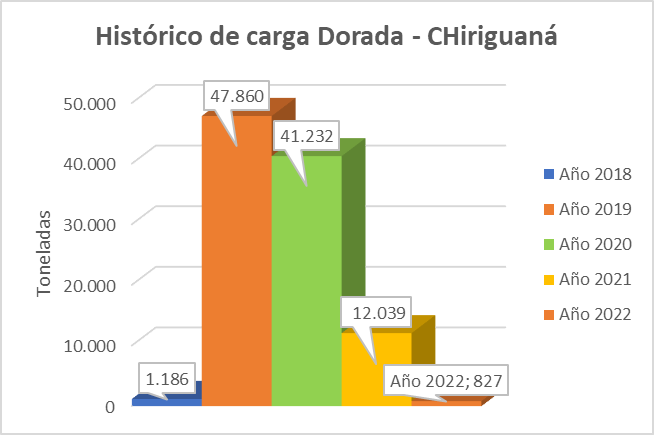 Histórico de carga Dorada - CHiriguaná
Toneladas
50.000
40.000
30.000
20.000
10.000
0
1.186
47.860
41.232
12.039
Año 2022; 827
Año 2018
Año 2019
Año 2020
Año 2021
Año 2022